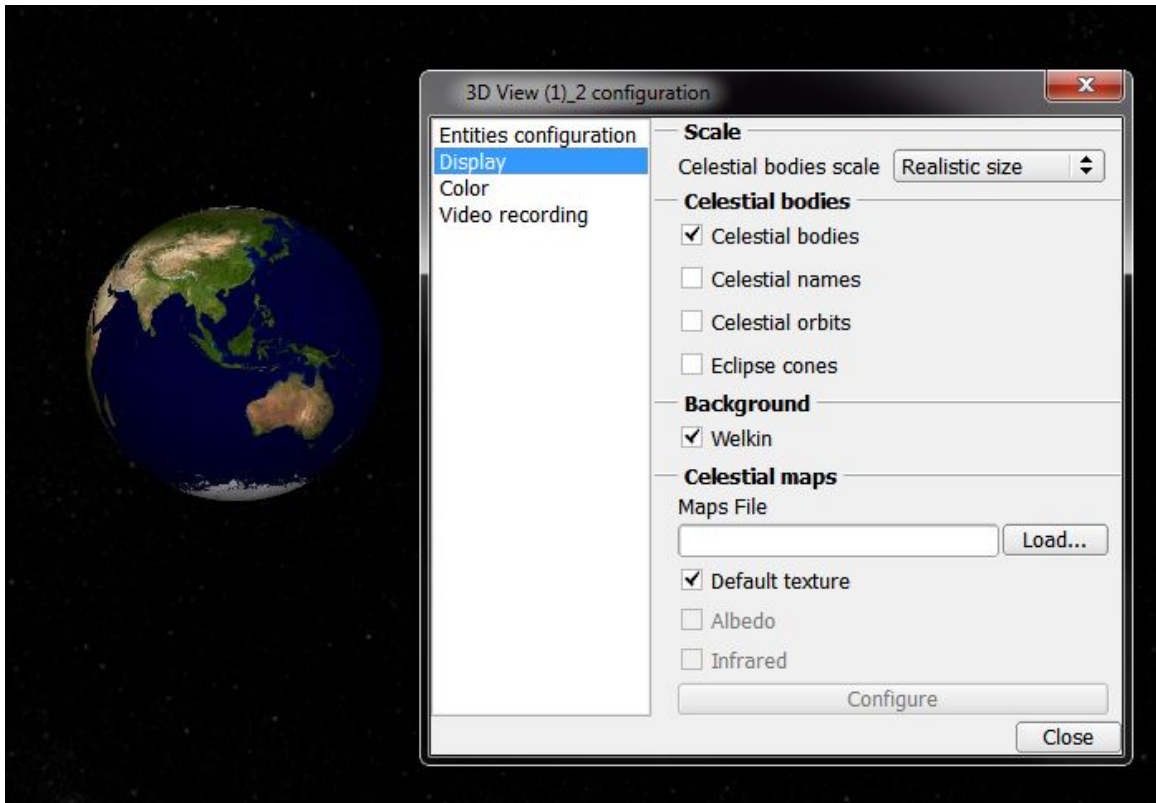 3D View (1)_2 configuration
Entities configuration
Display
Color
Video recording
Scale
Celestial bodies scale Realistic size
Celestial bodies
Celestial bodies
Celestial names
Celestial orbits
Eclipse cones
Background
Welkin
Celestial maps
Maps File
Load...
Default texture
Albedo
Infrared
Configure
Close